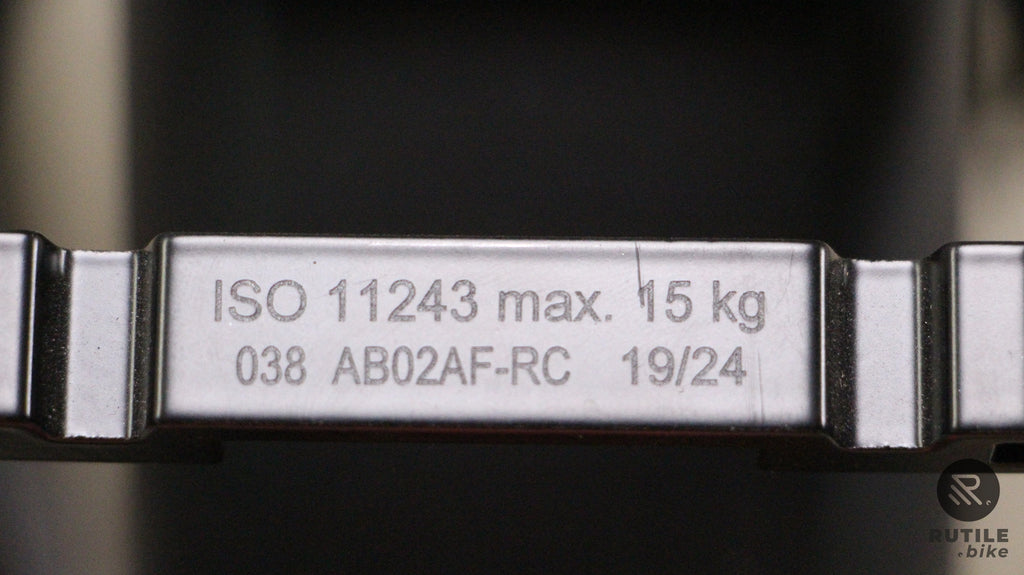 ISO 11243 max. 15 kg
038 AB02AF-RC 19/24
RUTILE
.bike